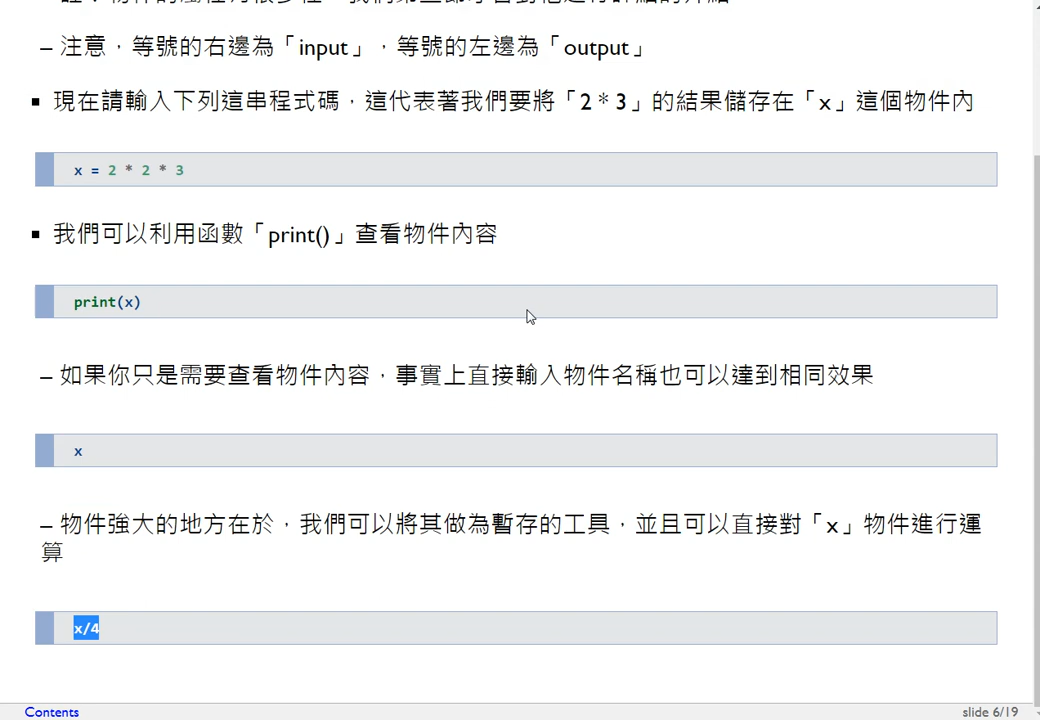 – 注意，等號的右邊為「input」，等號的左邊為「output」
▪ 現在請輸入下列這串程式碼，這代表著我們要將「2 * 3」的結果儲存在「x」這個物件內
x = 2 * 2 * 3
▪ 我們可以利用函數「print()」查看物件內容
print(x)
– 如果你只是需要查看物件內容，事實上直接輸入物件名稱也可以達到相同效果
x
– 物件強大的地方在於，我們可以將其做為暫存的工具，並且可以直接對「x」物件進行運
算
x/4
Contents
slide 6/19